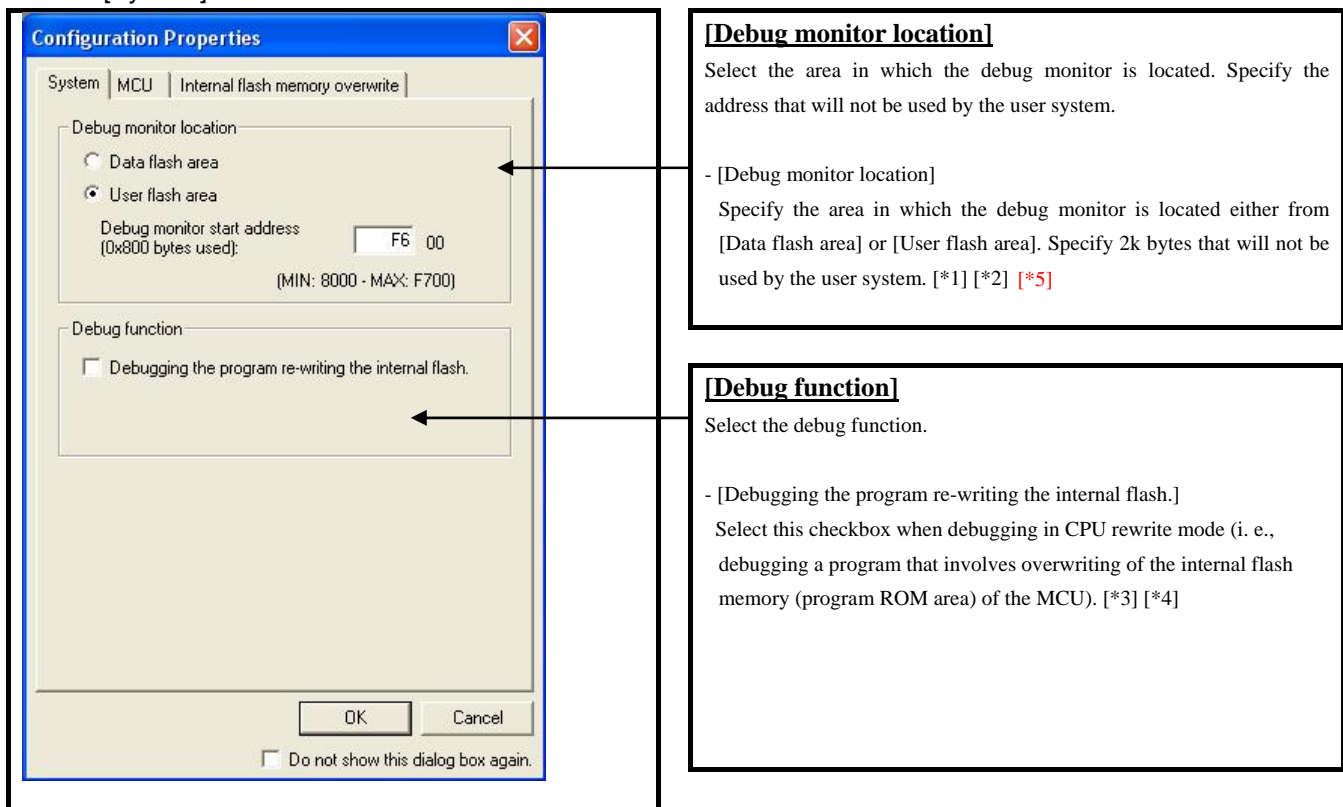 Configuration Properties
System MCU Internal flash memory overwrite
Debug monitor location
Data flash area
User flash area
Debug monitor start address
(0x800 bytes used):
F6 00
(MIN: 8000 - MAX: F700)
Debug function
Debugging the program re-writing the internal flash.
OK Cancel
Do not show this dialog box again.
[Debug monitor location]
Select the area in which the debug monitor is located. Specify the
address that will not be used by the user system.
- [Debug monitor location]
Specify the area in which the debug monitor is located either from
[Data flash area] or [User flash area]. Specify 2k bytes that will not be
used by the user system. [*1] [*2] [*5]
[Debug function]
Select the debug function.
- [Debugging the program re-writing the internal flash.]
Select this checkbox when debugging in CPU rewrite mode (i. e.,
debugging a program that involves overwriting of the internal flash
memory (program ROM area) of the MCU). [*3] [*4]